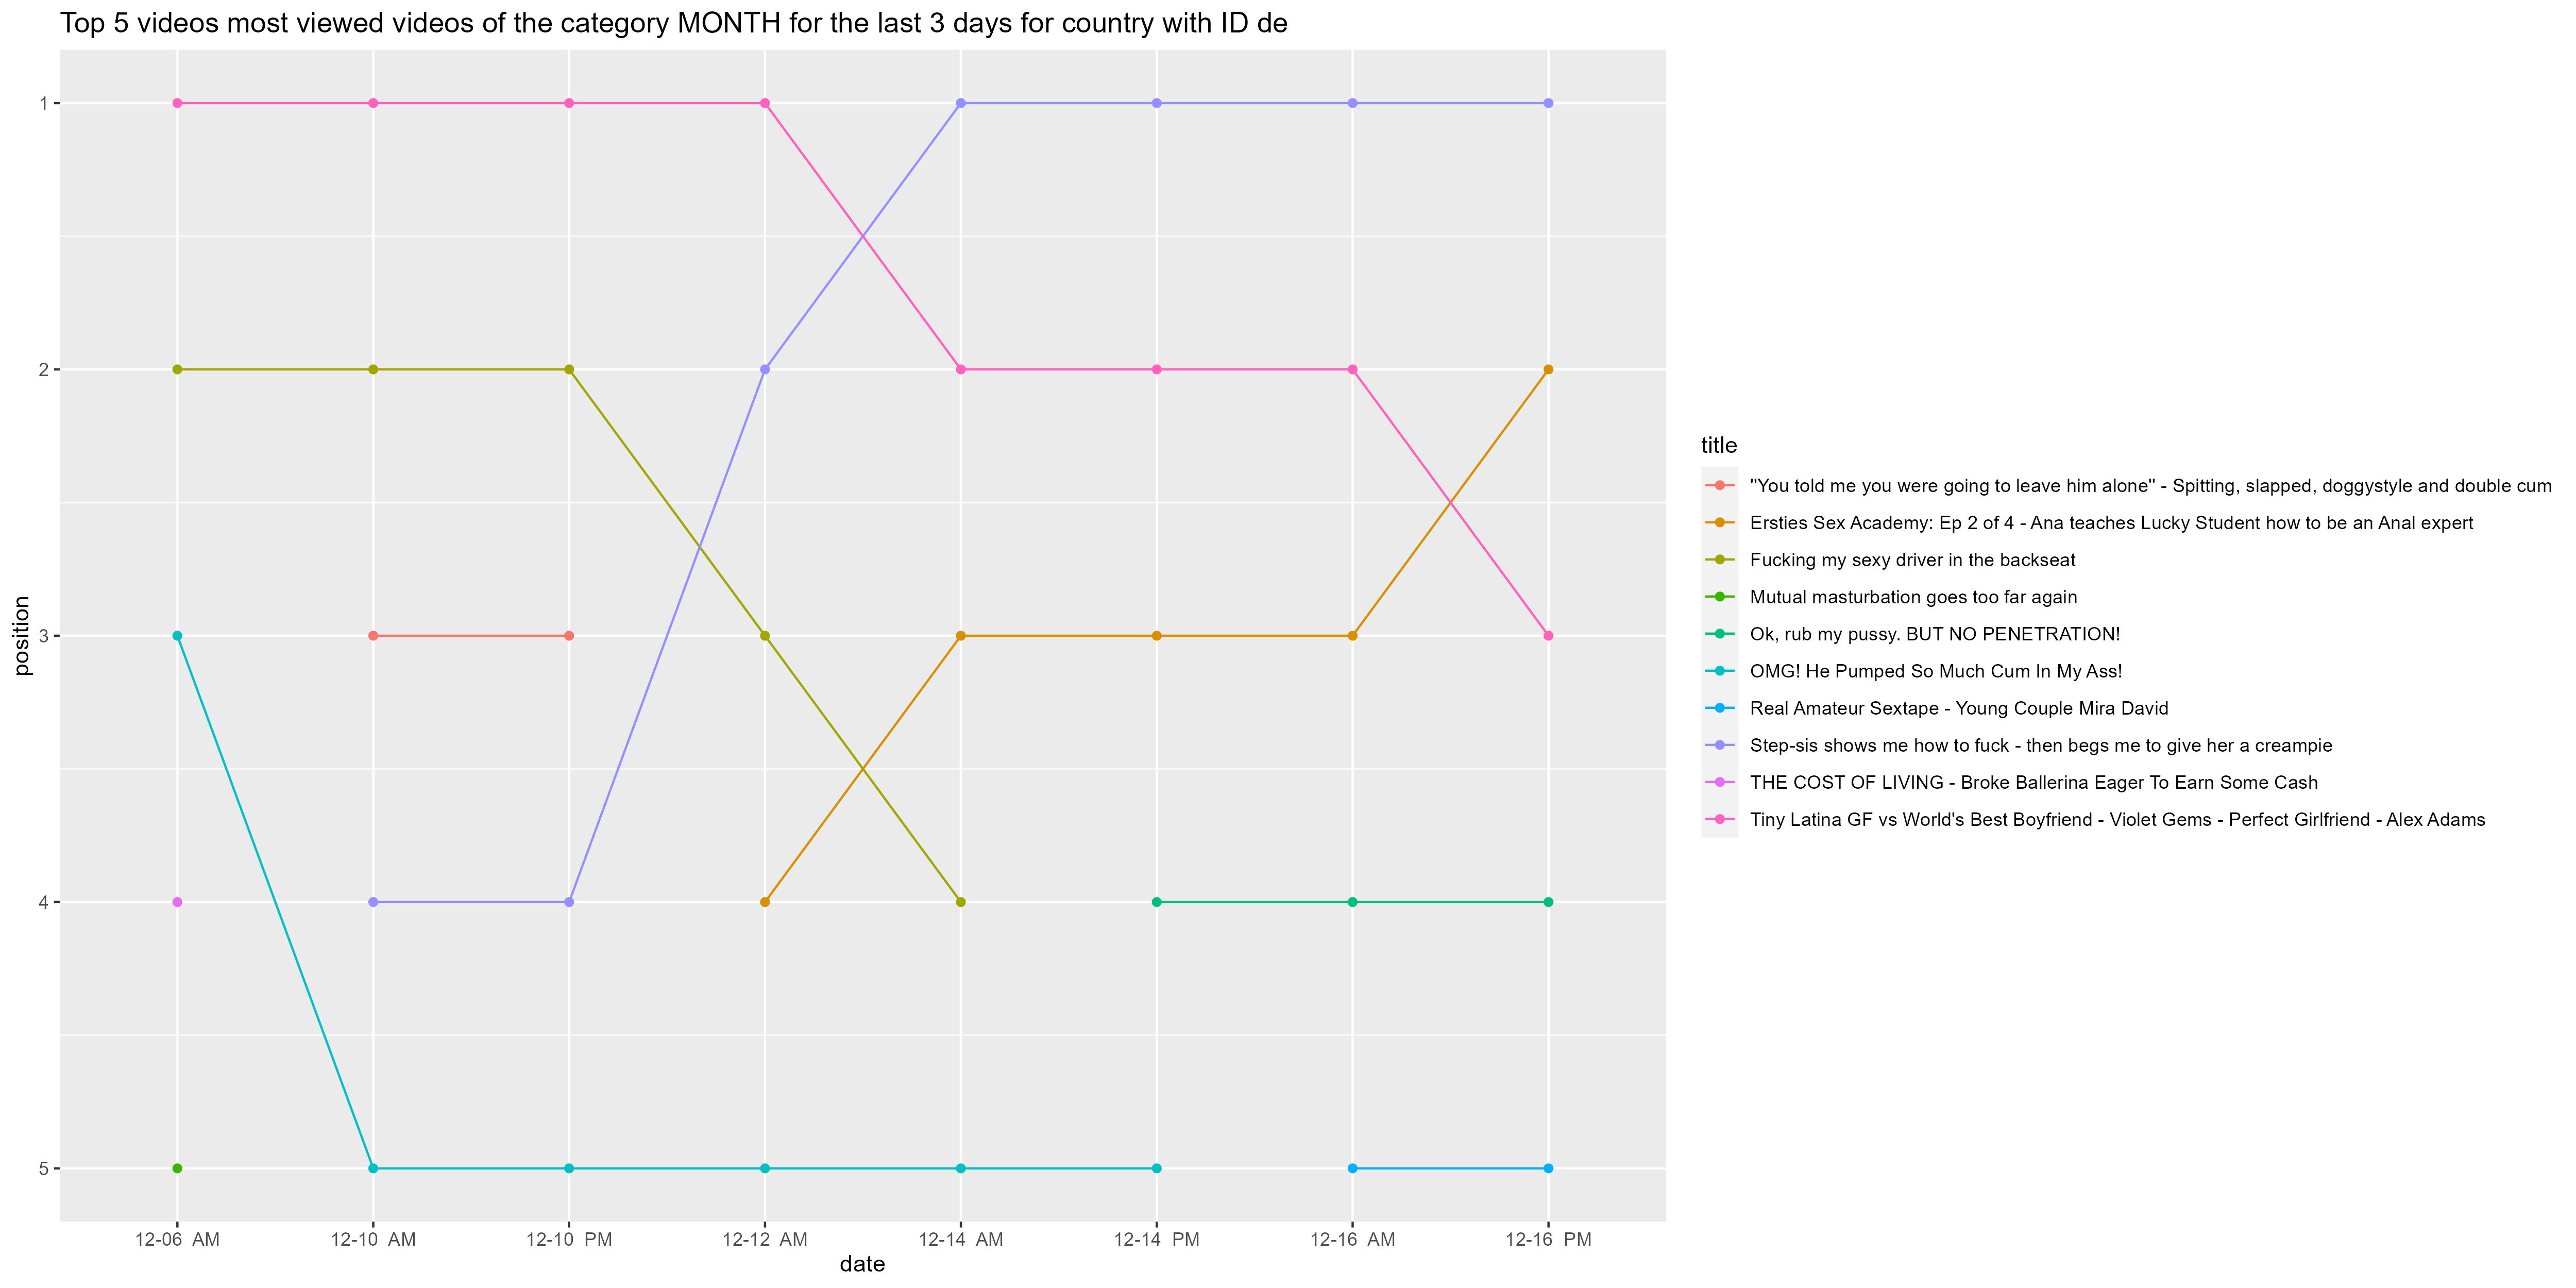 Top 5 videos most viewed videos of the category MONTH for the last 3 days for country with ID de
1
2
3
4
5
position
12-06 AM
12-10 AM
12-10 PM
12-12 AM
12-14 AM
12-14 PM
12-16 AM
12-16 PM
date
title
"You told me you were going to leave him alone" - Spitting, slapped, doggystyle and double cum
Ersties Sex Academy: Ep 2 of 4 - Ana teaches Lucky Student how to be an Anal expert
Fucking my sexy driver in the backseat
Mutual masturbation goes too far again
Ok, rub my pussy. BUT NO PENETRATION!
OMG! He Pumped So Much Cum In My Ass!
Real Amateur Sextape - Young Couple Mira David
Step-sis shows me how to fuck - then begs me to give her a creampie
THE COST OF LIVING - Broke Ballerina Eager To Earn Some Cash
Tiny Latina GF vs World's Best Boyfriend - Violet Gems - Perfect Girlfriend - Alex Adams